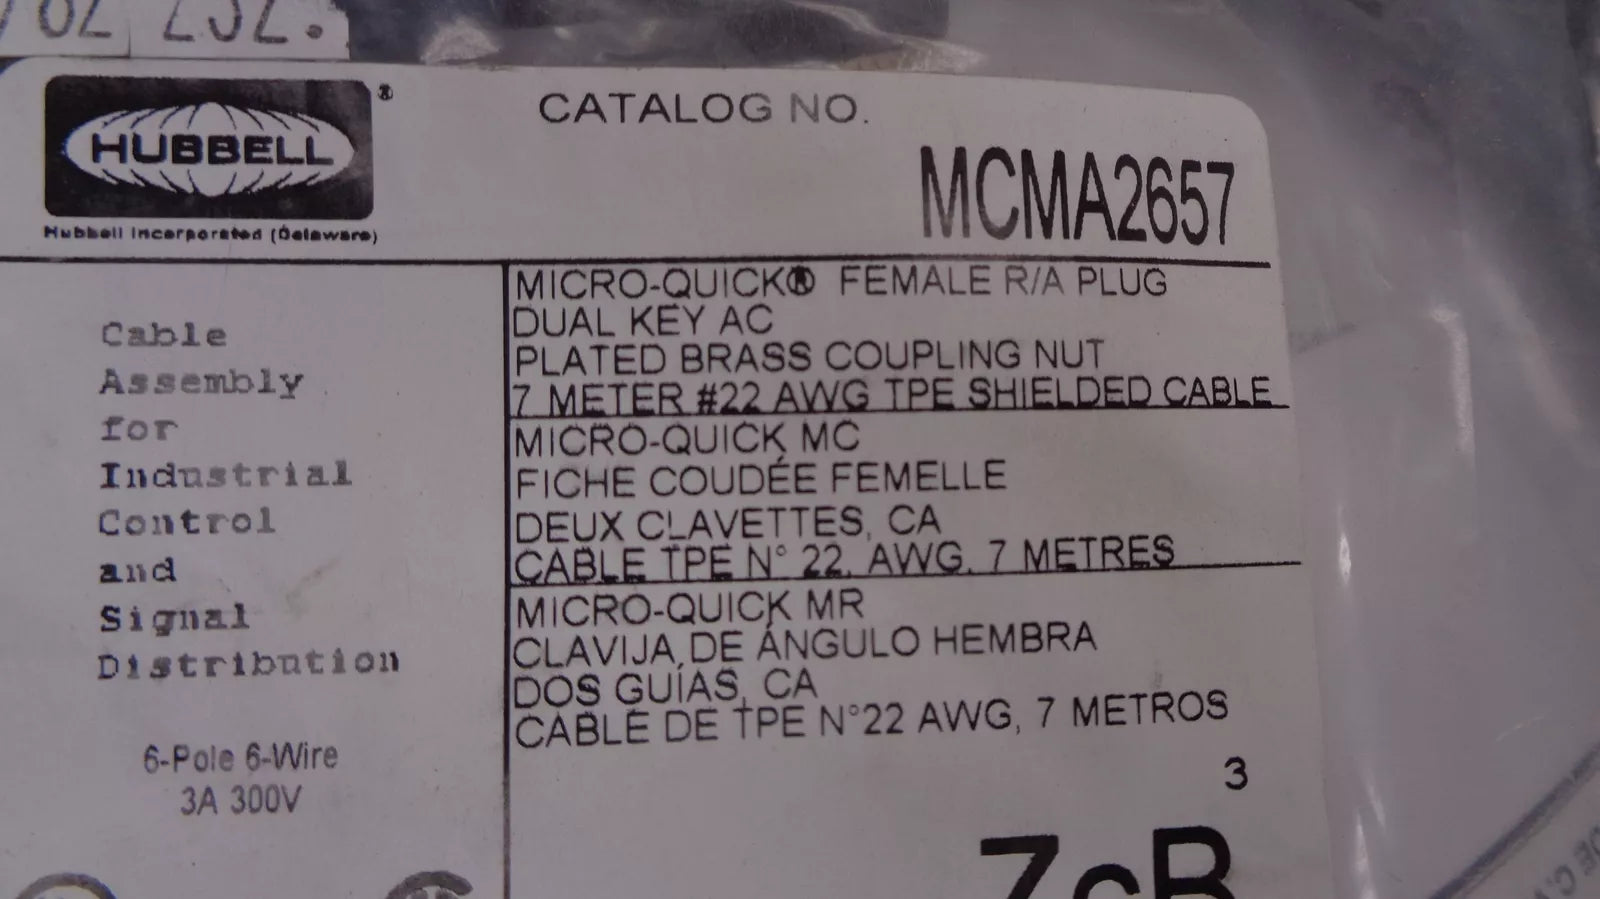 HUBBELL®
Hubbell Incorporated (Delaware)
CATALOG NO.
MCMA2657
Cable
Assembly
for
Industrial
Control
and
Signal
Distribution
6-Pole 6-Wire
3A 300V
MICRO-QUICK® FEMALE R/A PLUG
DUAL KEY AC
PLATED BRASS COUPLING NUT
7 METER #22 AWG TPE SHIELDED CABLE
MICRO-QUICK MC
FICHE COUDÉE FEMELLE
DEUX CLAVETTES, CA
CABLE TPE N° 22, AWG, 7 METRES
MICRO-QUICK MR
CLAVIJA DE ÁNGULO HEMBRA
DOS GUÍAS, CA
CABLE DE TPE N°22 AWG, 7 METROS
3